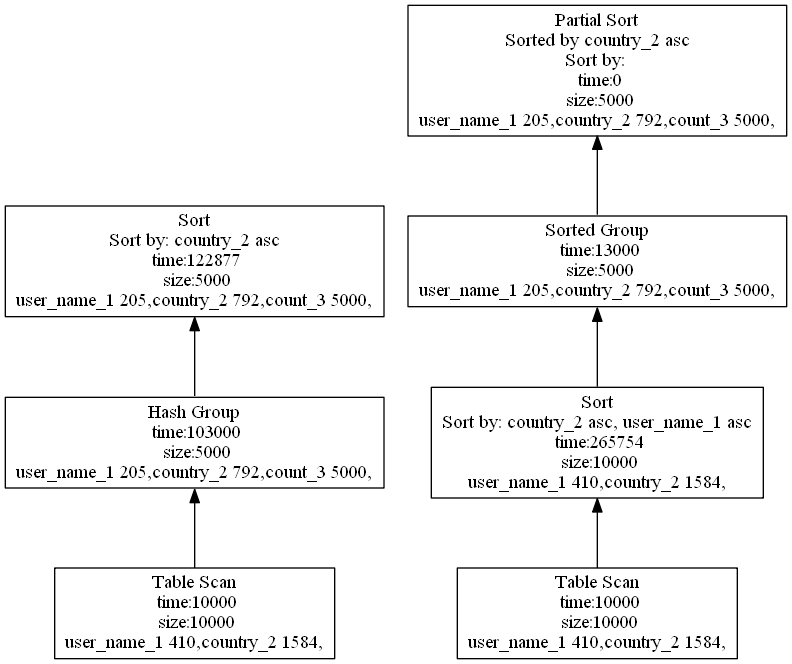 Partial Sort
Sorted by country_2 asc
Sort by:
time:0
size:5000
user_name_1 205,country_2 792,count_3 5000,
Sort
Sort by: country_2 asc
time:122877
size:5000
user_name_1 205,country_2 792,count_3 5000,
Sorted Group
time:13000
size:5000
user_name_1 205,country_2 792,count_3 5000,
Hash Group
time:103000
size:5000
user_name_1 205,country_2 792,count_3 5000,
Sort
Sort by: country_2 asc, user_name_1 asc
time:265754
size:10000
user_name_1 410,country_2 1584,
Table Scan
time:10000
size:10000
user_name_1 410,country_2 1584,
Table Scan
time:10000
size:10000
user_name_1 410,country_2 1584,